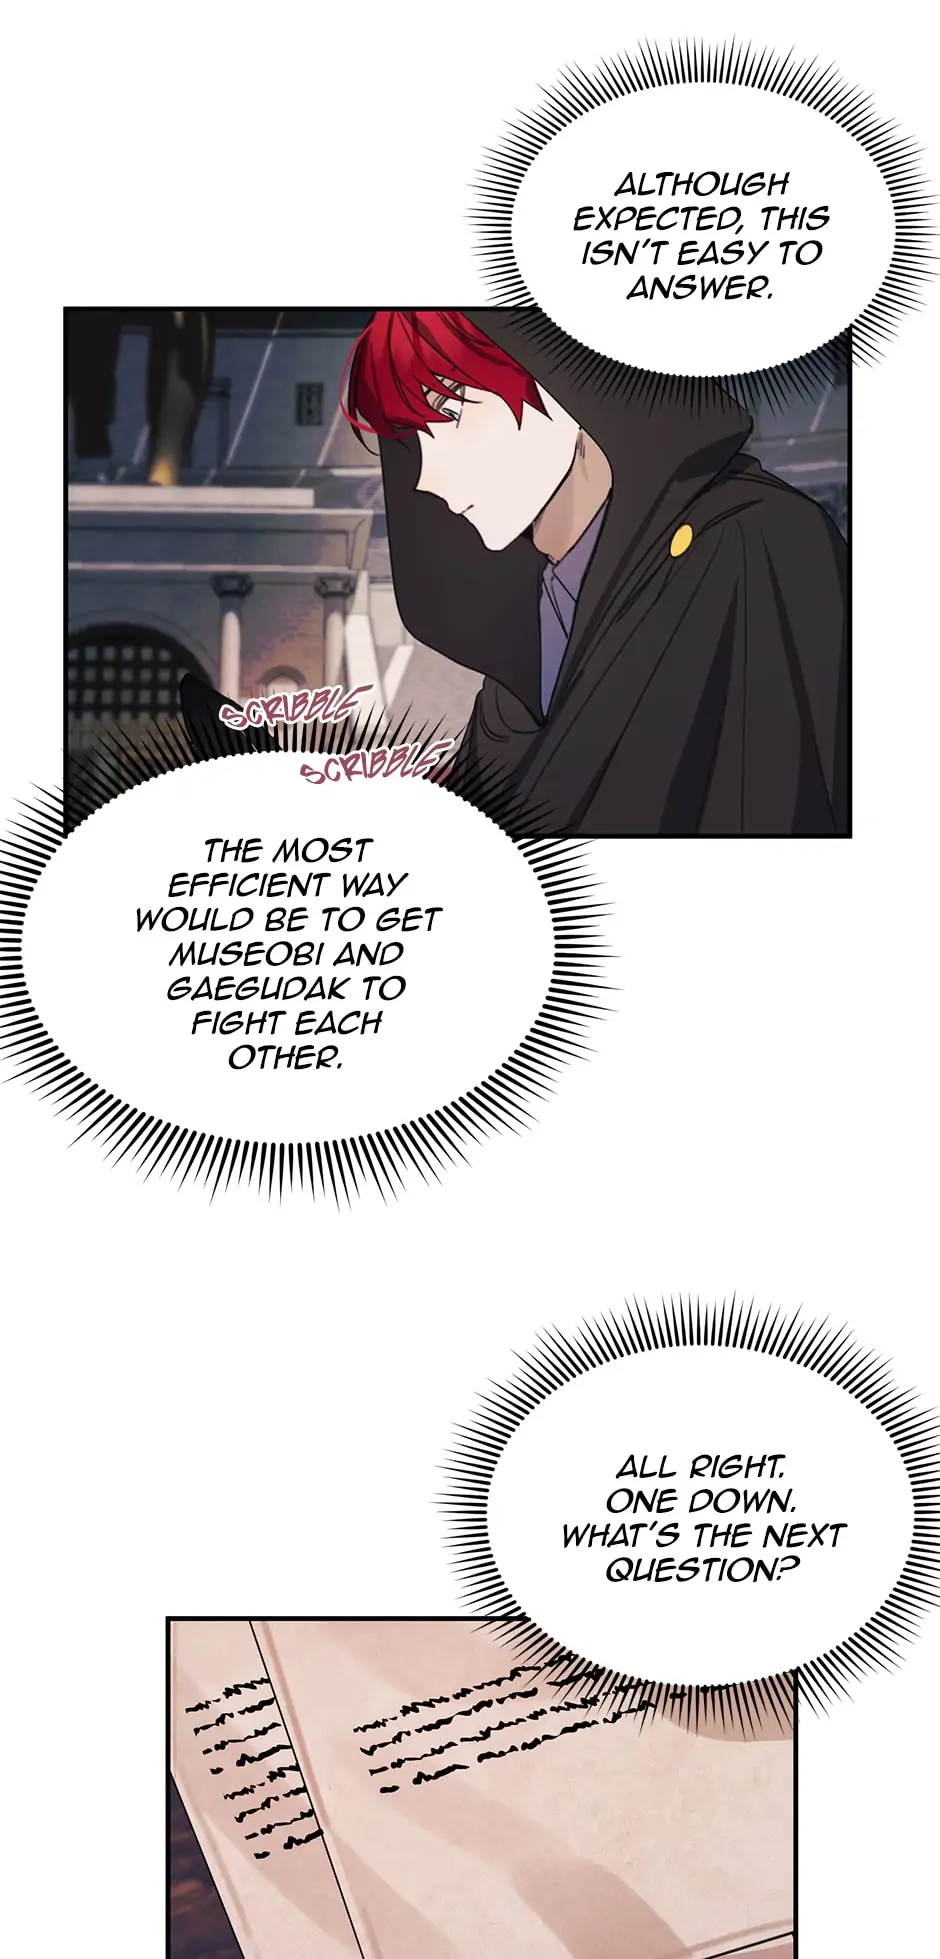 ALTHOUGH
EXPECTED, THIS
ISN'T EASY TO
ANSWER.
SCRIBBLE
SCRIBBLE
THE MOST
EFFICIENT WAY
WOULD BE TO GET
MUSEOBI AND
GAEGUDAK TO
FIGHT EACH
OTHER.
ALL RIGHT.
ONE DOWN.
WHAT'S THE NEXT
QUESTION?